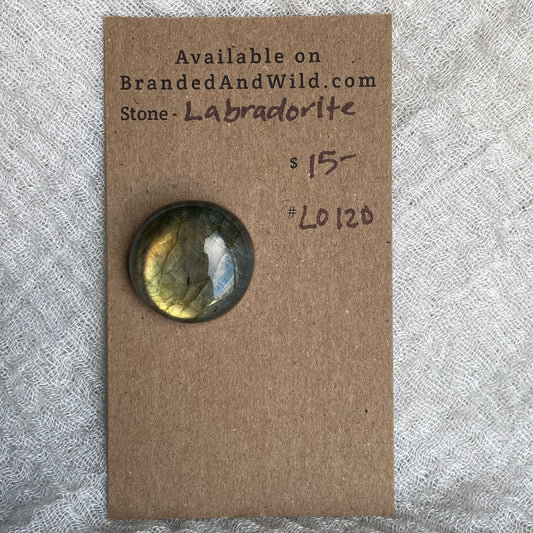 Available on
BrandedAndWild.com
Stone - Labradorite
$ 15-
# L0120